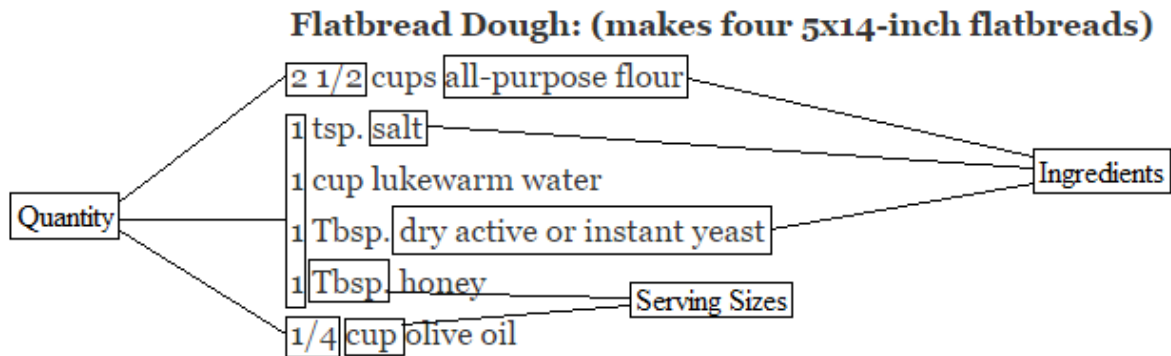 Flatbread Dough: (makes four 5x14-inch flatbreads)
2 1/2 cups all-purpose flour
1 tsp. salt
Ingredients
1 cup lukewarm water
Quantity
1 Tbsp. dry active or instant yeast
1 Tbsp. honey
Serving Sizes
1/4 cup olive oil